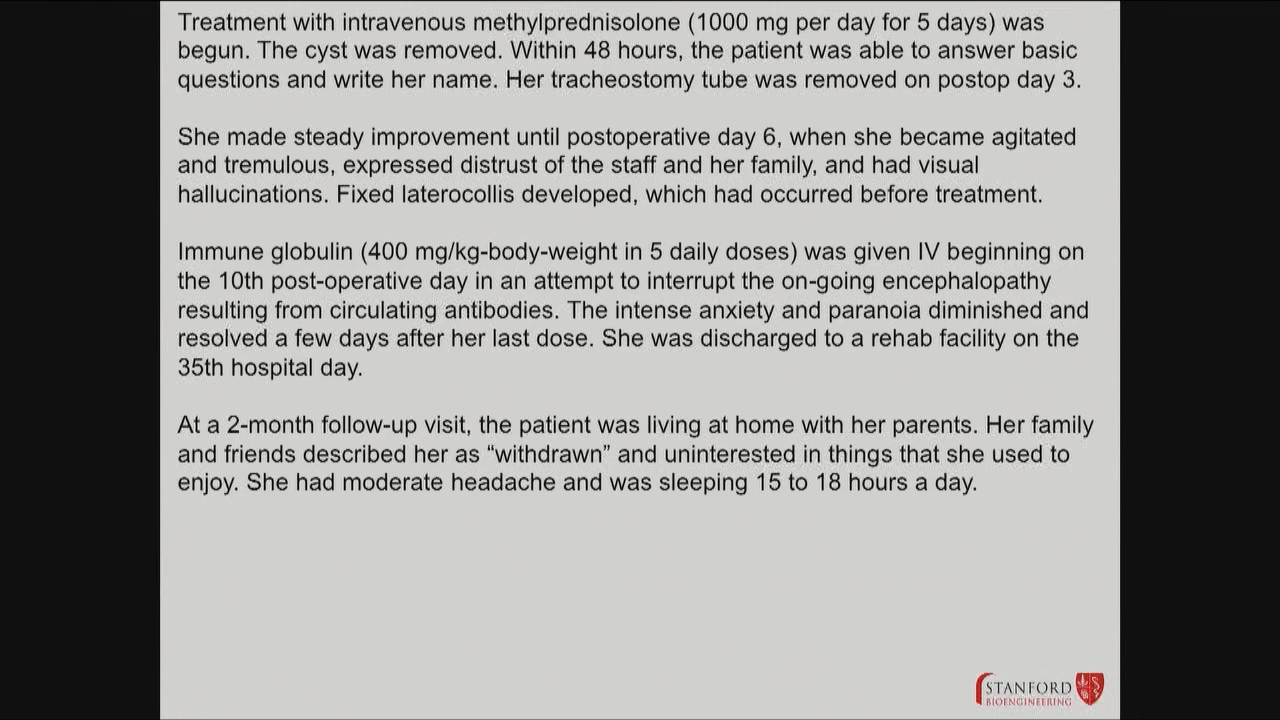 Treatment with intravenous methylprednisolone (1000 mg per day for 5 days) was
begun. The cyst was removed. Within 48 hours, the patient was able to answer basic
questions and write her name. Her tracheostomy tube was removed on postop day 3.
She made steady improvement until postoperative day 6, when she became agitated
and tremulous, expressed distrust of the staff and her family, and had visual
hallucinations. Fixed laterocollis developed, which had occurred before treatment.
Immune globulin (400 mg/kg-body-weight in 5 daily doses) was given IV beginning on
the 10th post-operative day in an attempt to interrupt the on-going encephalopathy
resulting from circulating antibodies. The intense anxiety and paranoia diminished and
resolved a few days after her last dose. She was discharged to a rehab facility on the
35th hospital day.
At a 2-month follow-up visit, the patient was living at home with her parents. Her family
and friends described her as “withdrawn” and uninterested in things that she used to
enjoy. She had moderate headache and was sleeping 15 to 18 hours a day.
STANFORD
BIOENGINEERING